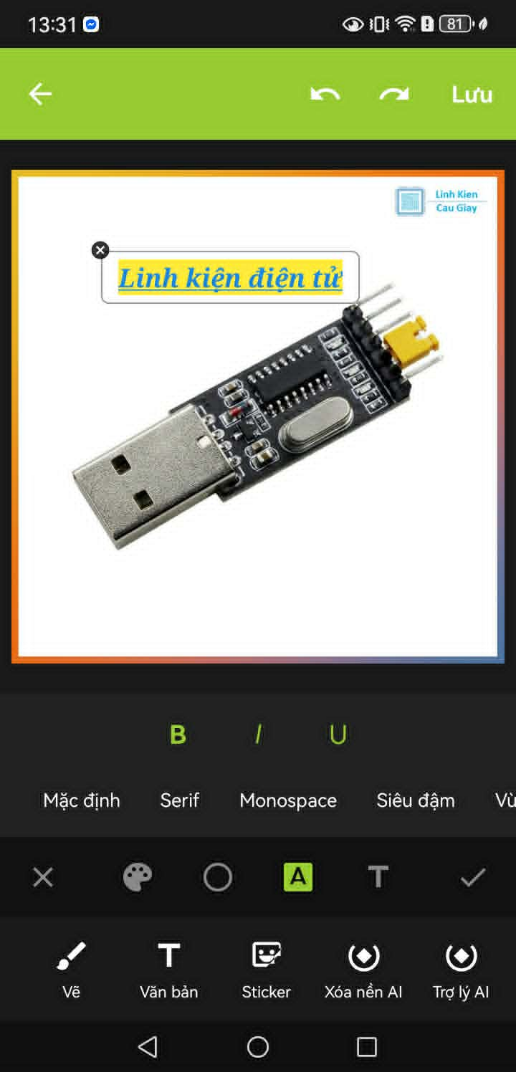 13:31
81
Lưu
Linh Kien
Cau Giay
Linh kiện điện tử
B I U
Mặc định Serif Monospace Siêu đậm
A T
Vẽ Văn bản Sticker Xóa nền AI Trợ lý AI